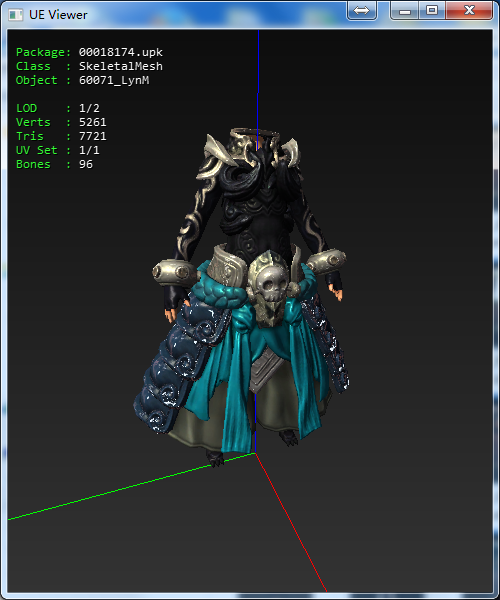 UE Viewer
Package: 00018174.upk
Class : SkeletalMesh
Object : 60071_LynM
LOD : 1/2
Verts : 5261
Tris : 7721
UV Set : 1/1
Bones : 96